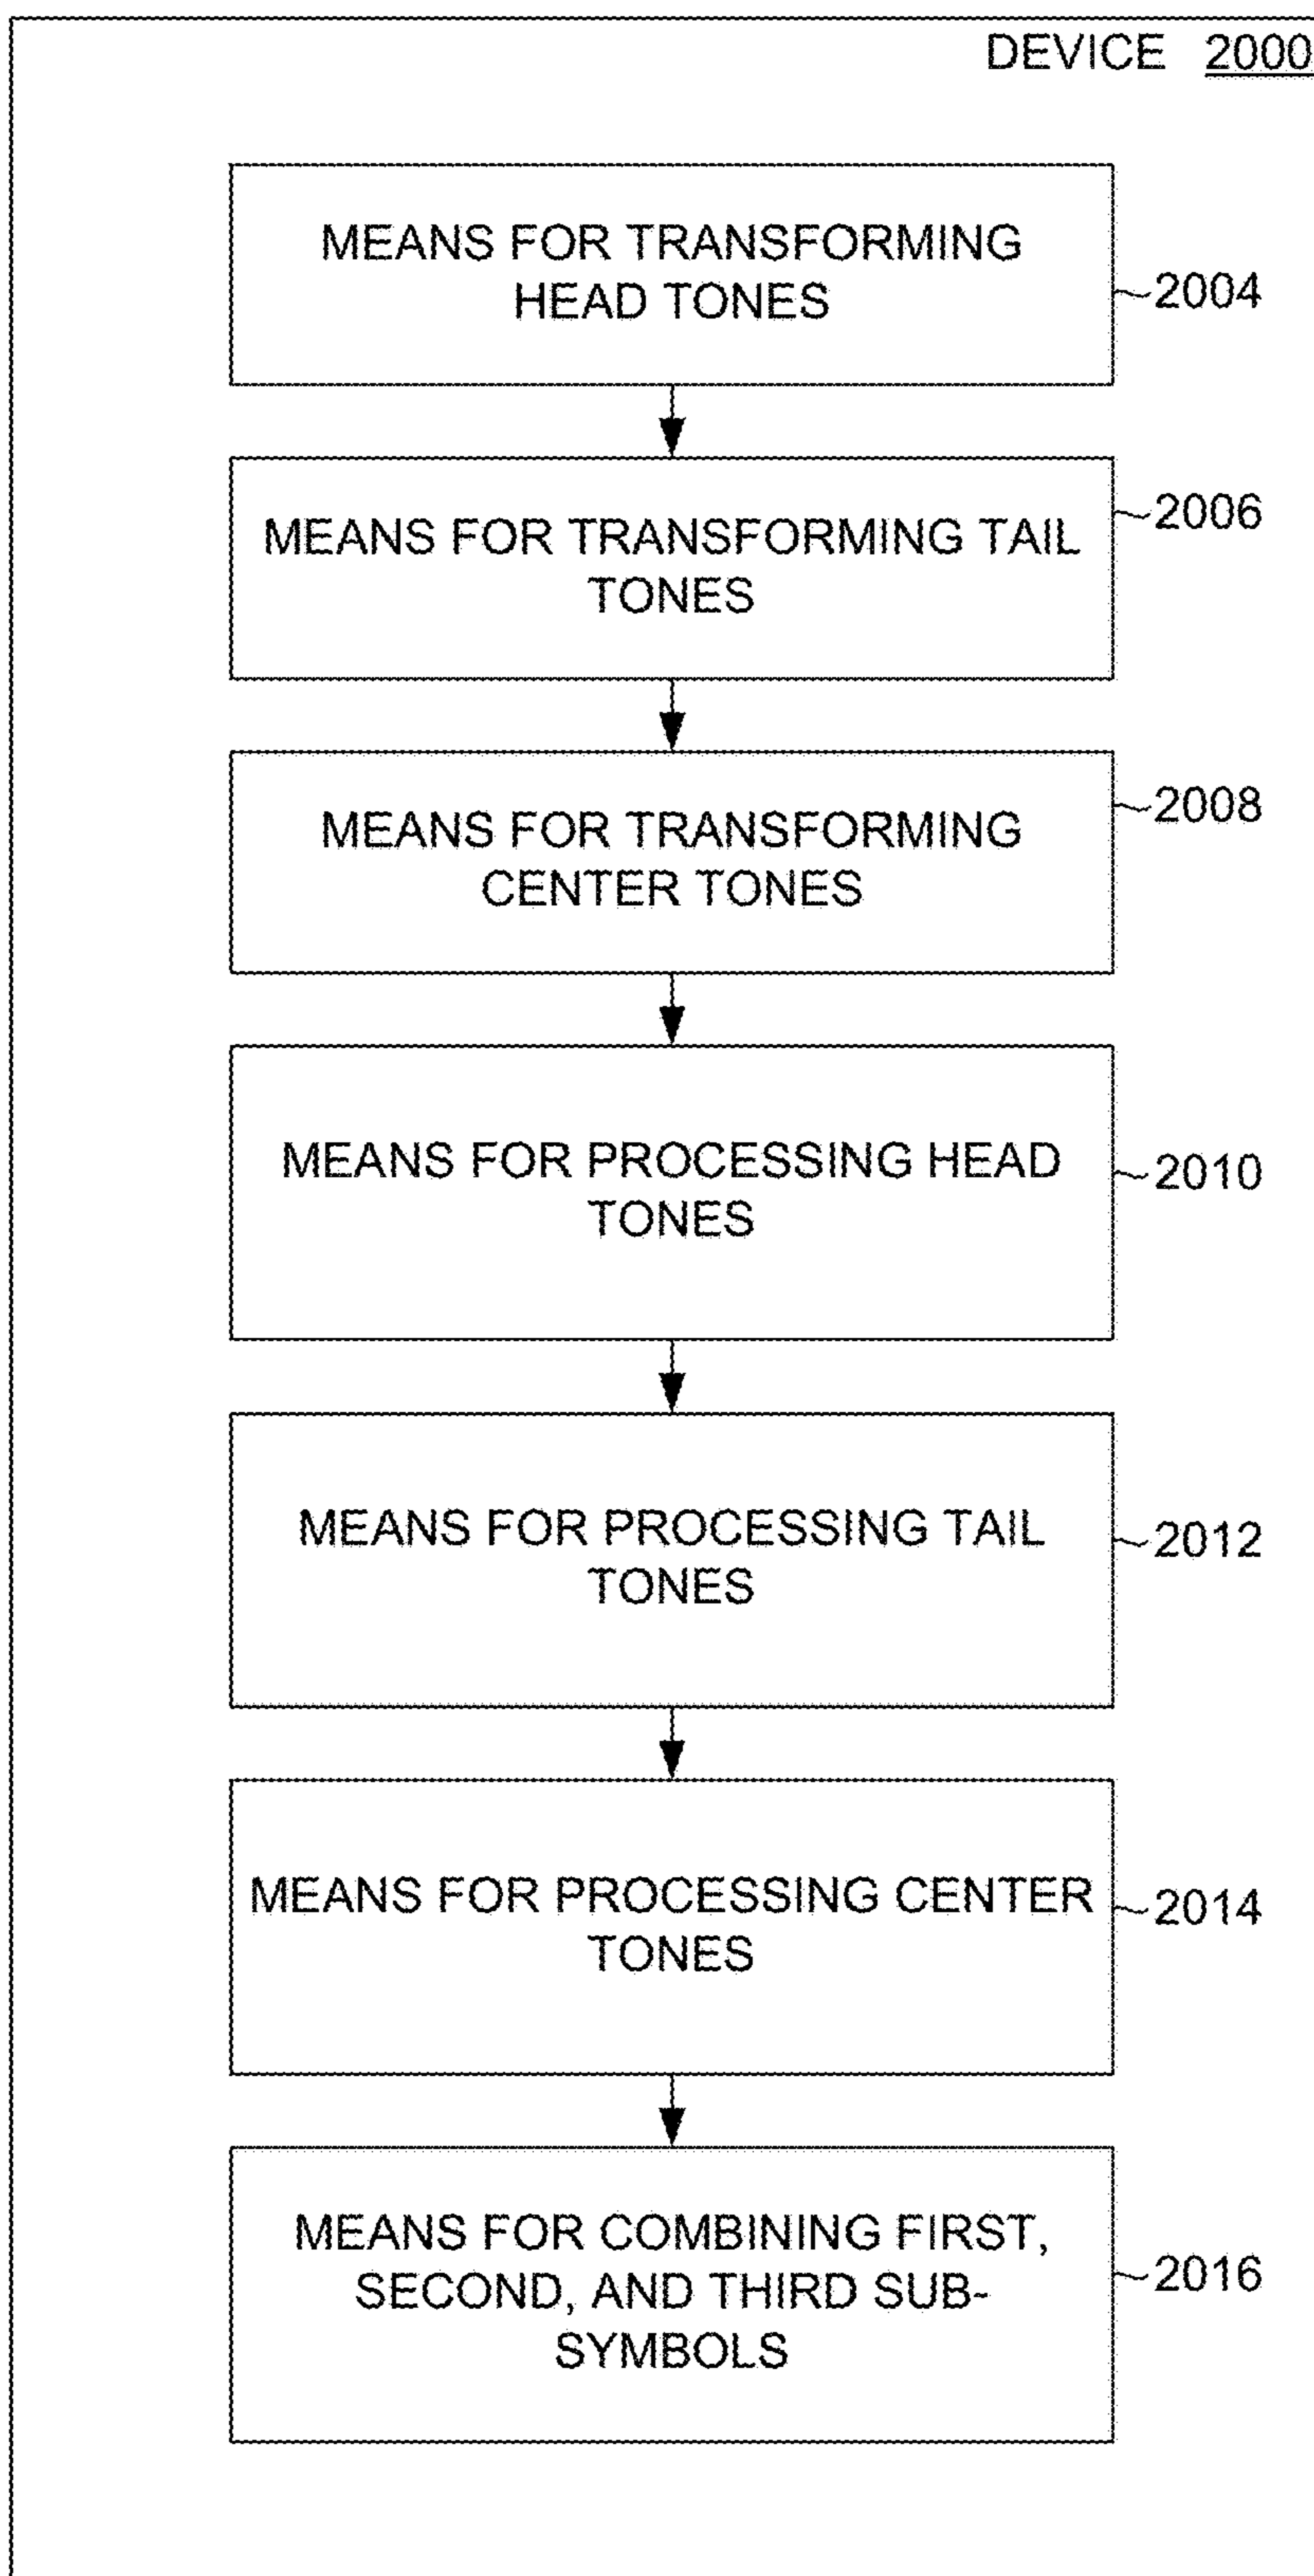 DEVICE 2000
MEANS FOR TRANSFORMING
HEAD TONES
2004
MEANS FOR TRANSFORMING TAIL
TONES
2006
MEANS FOR TRANSFORMING
CENTER TONES
2008
MEANS FOR PROCESSING HEAD
TONES
2010
MEANS FOR PROCESSING TAIL
TONES
2012
MEANS FOR PROCESSING CENTER
TONES
2014
MEANS FOR COMBINING FIRST,
SECOND, AND THIRD SUB-
SYMBOLS
2016